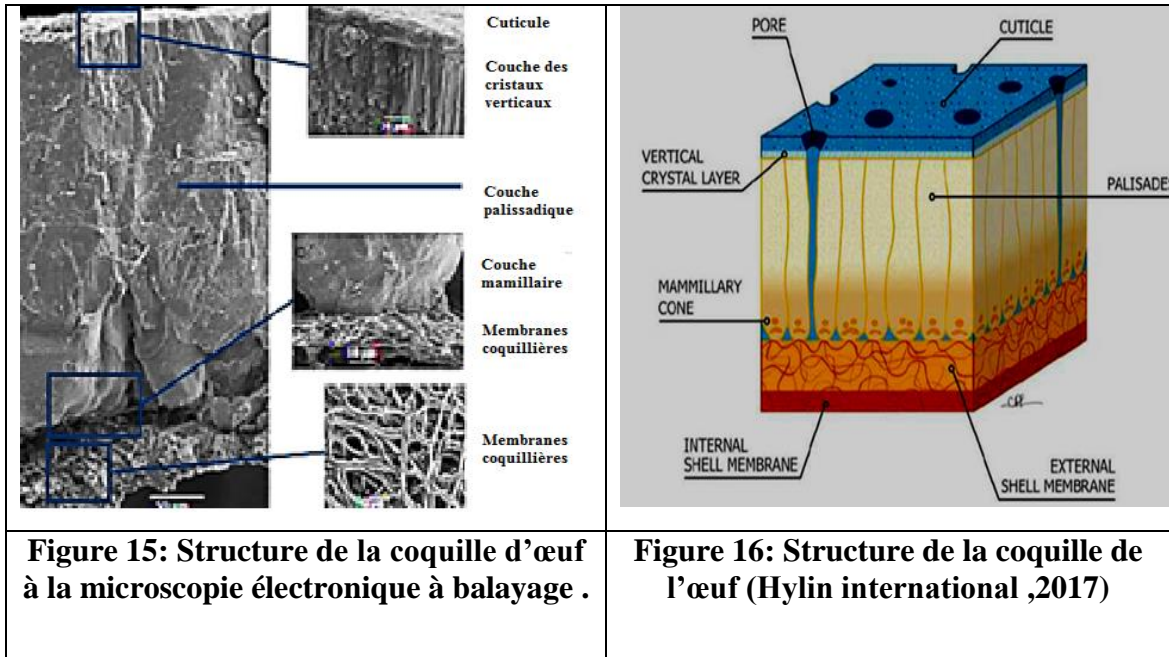 Cuticule
Couche des
cristaux
verticaux
Couche
palissadique
Couche
mamillaire
Membranes
coquillières
Membranes
coquillières
Figure 15: Structure de la coquille d’œuf
à la microscopie électronique à balayage .
PORE
CUTICLE
VERTICAL
CRYSTAL LAYER
PALISADES
MAMMILLARY
CONE
INTERNAL
SHELL MEMBRANE
EXTERNAL
SHELL MEMBRANE
Figure 16: Structure de la coquille de
l’œuf (Hylin international ,2017)